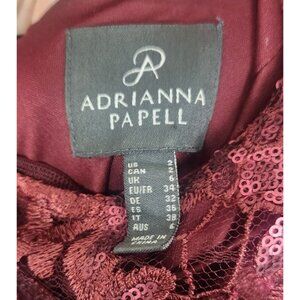 ADRIANNA
PAPELL
US 2
CAN 2
UK 6
EU/FR 34
DE 32
ES 36
IT 38
AUS 6
MADE IN
CHINA